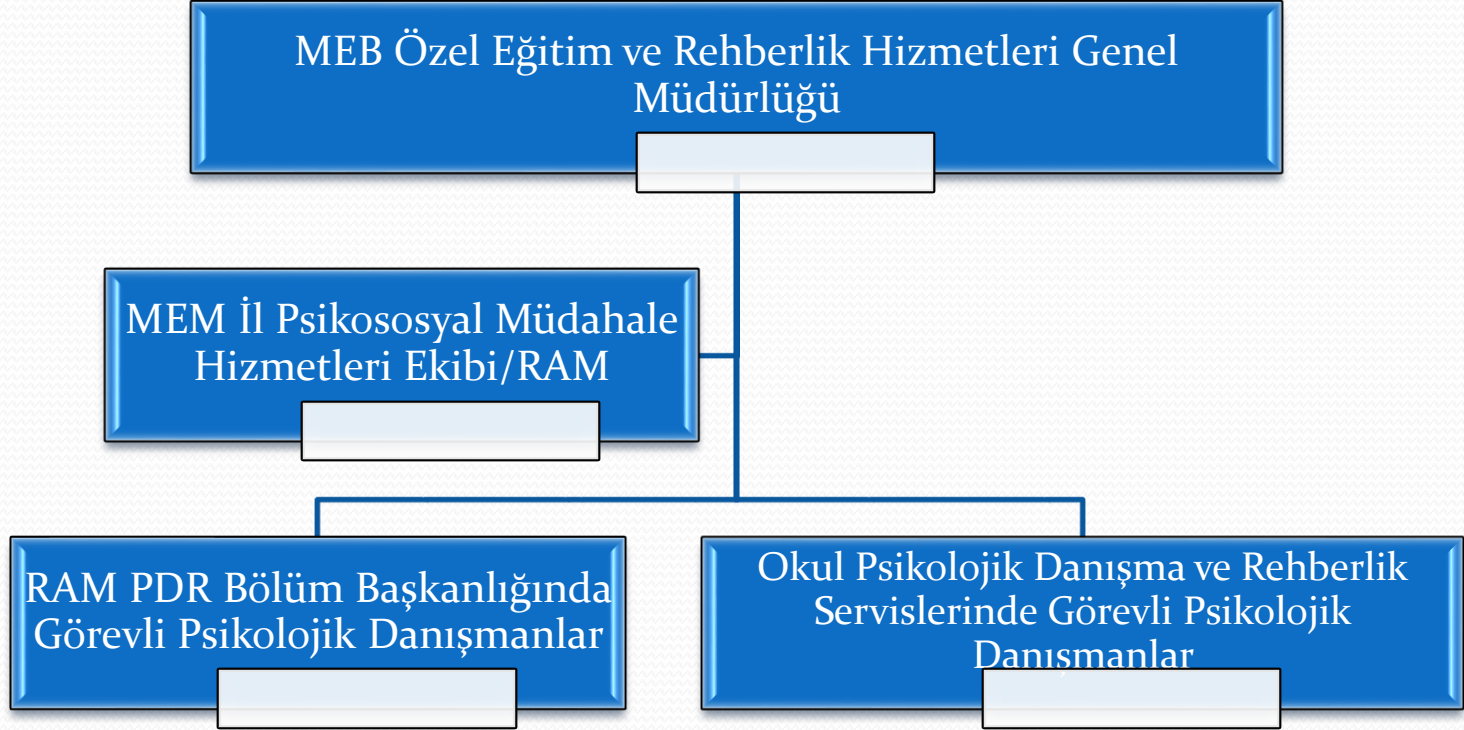 MEB Özel Eğitim ve Rehberlik Hizmetleri Genel
Müdürlüğü
MEM İl Psikososyal Müdahale
Hizmetleri Ekibi/RAM
RAM PDR Bölüm Başkanlığında
Görevli Psikolojik Danışmanlar
Okul Psikolojik Danışma ve Rehberlik
Servislerinde Görevli Psikolojik
Danışmanlar